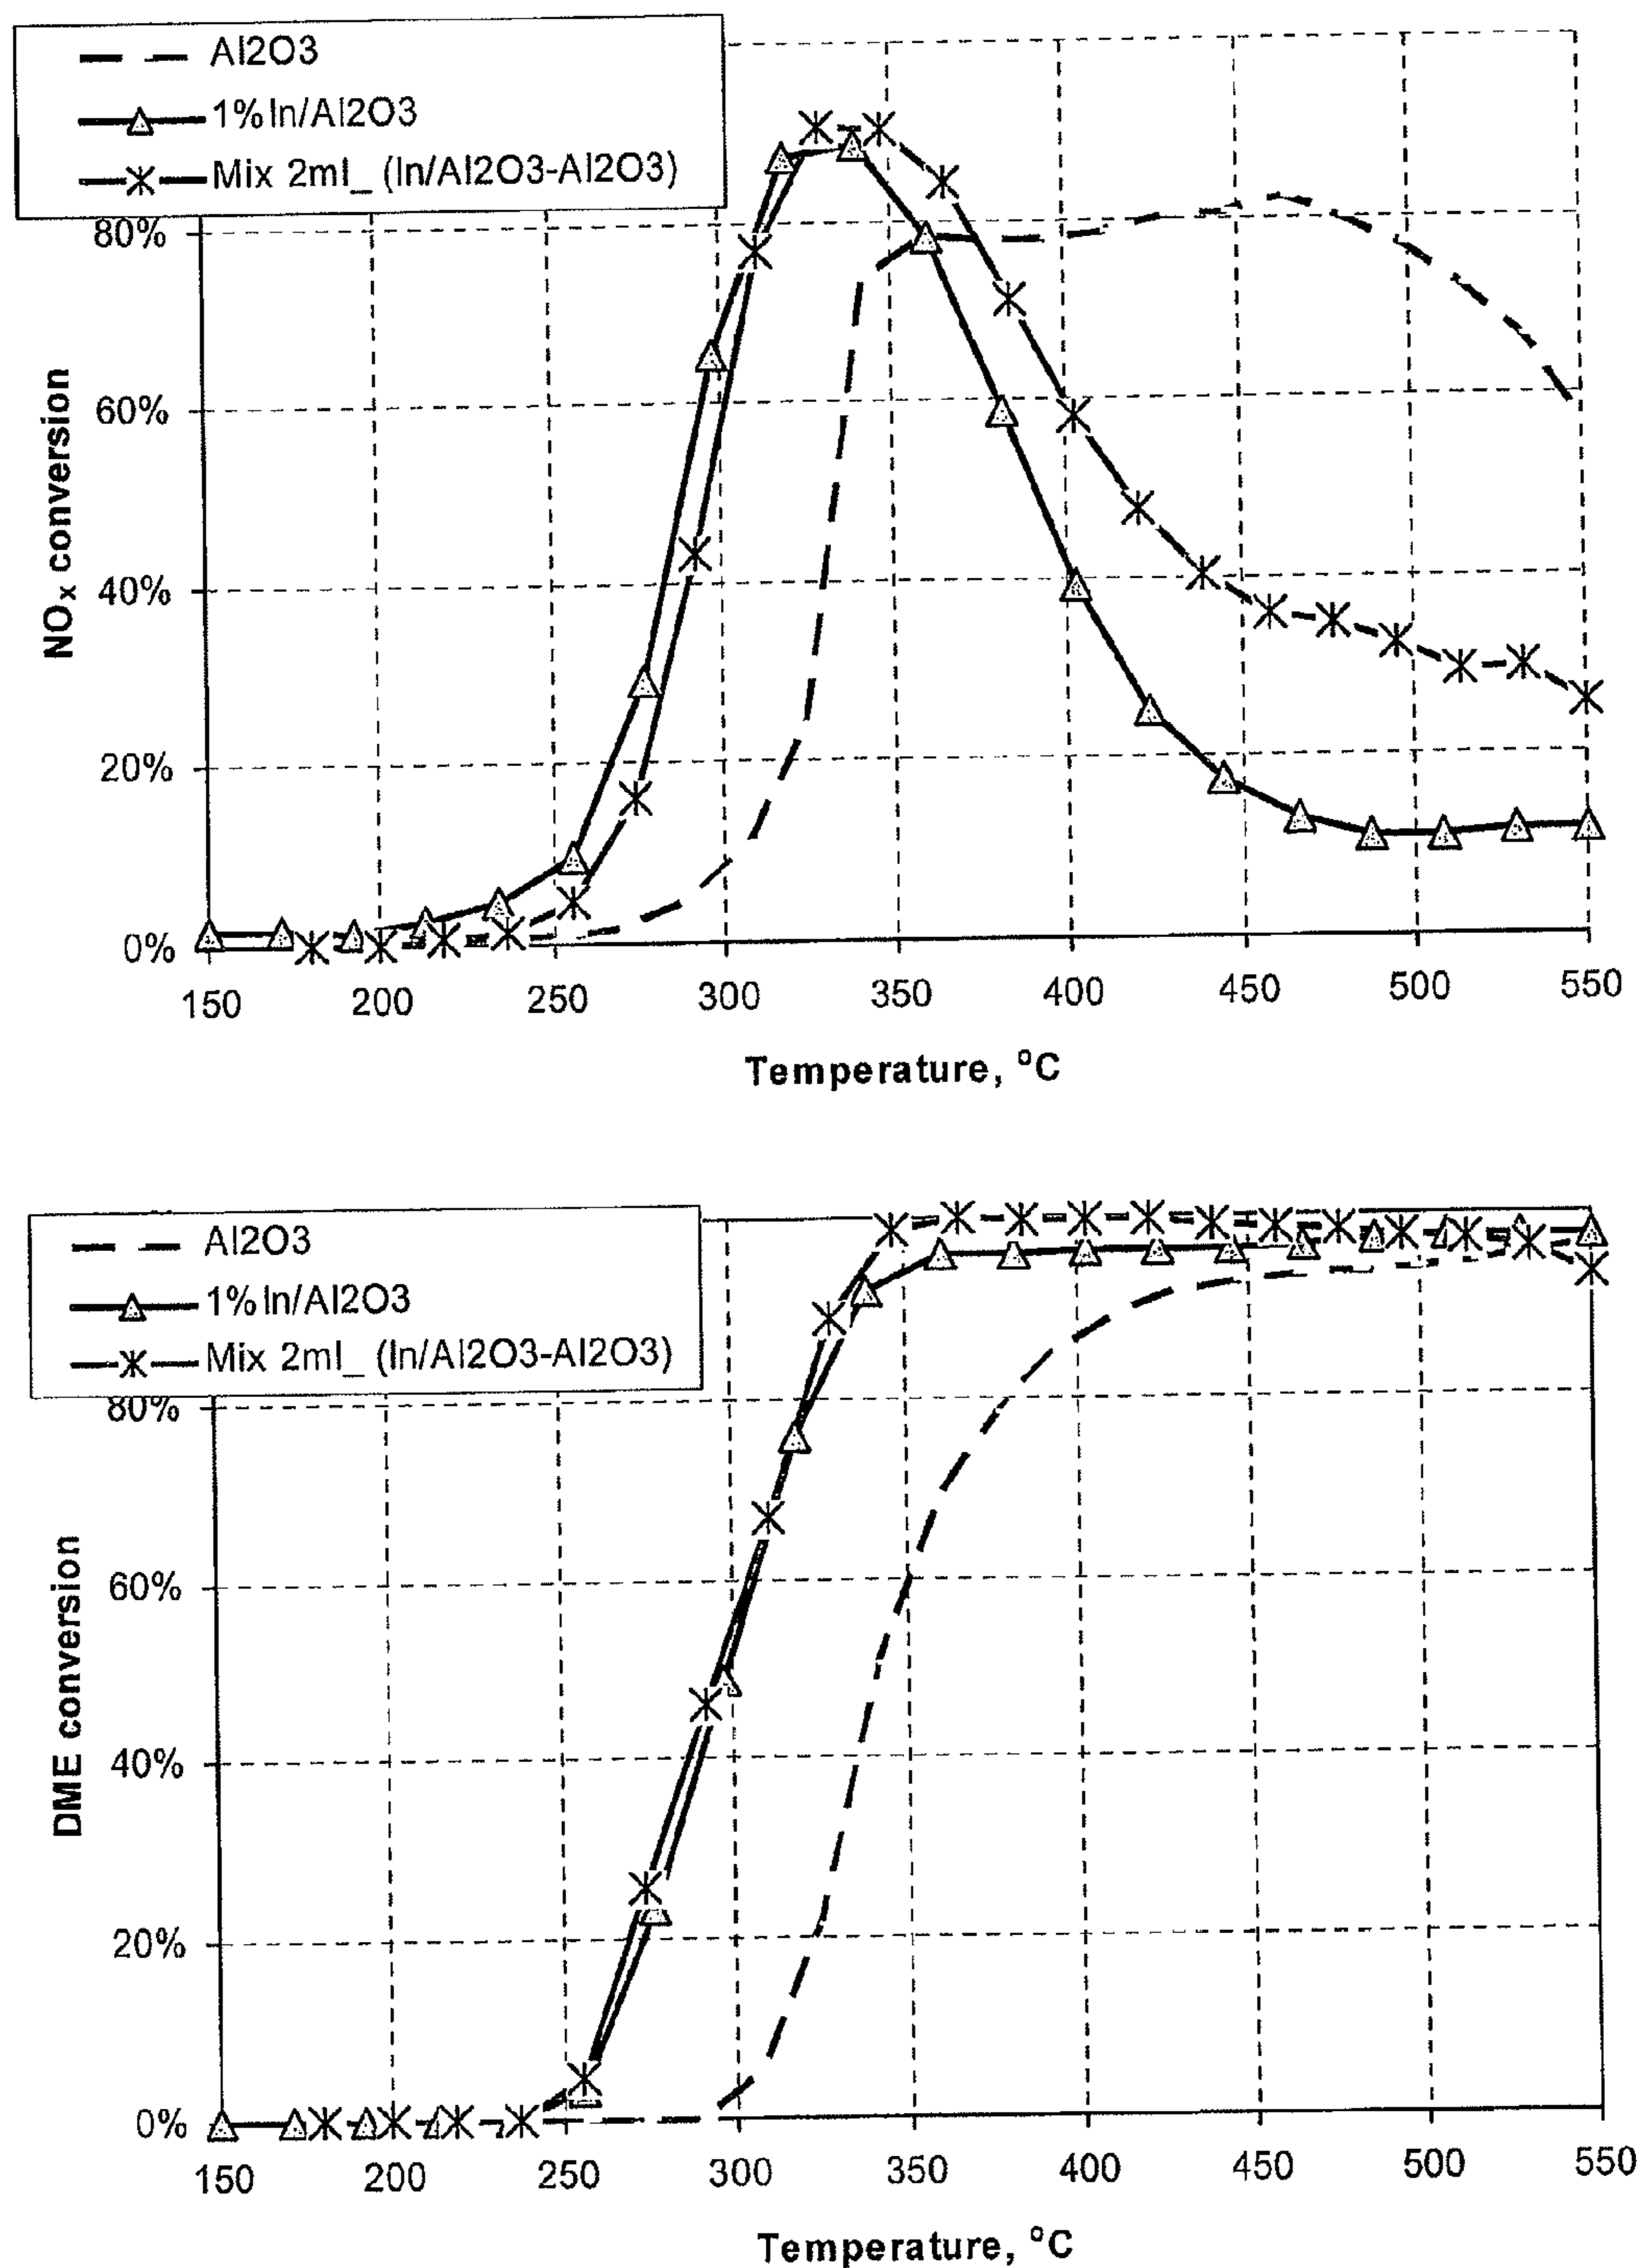 Al2O3
1%In/Al2O3
Mix 2ml_ (In/Al2O3-Al2O3)
80%
60%
40%
20%
0%
NOx conversion
150 200 250 300 350 400 450 500 550
Temperature, °C
Al2O3
1%In/Al2O3
Mix 2ml_ (In/Al2O3-Al2O3)
80%
60%
40%
20%
0%
DME conversion
150 200 250 300 350 400 450 500 550
Temperature, °C